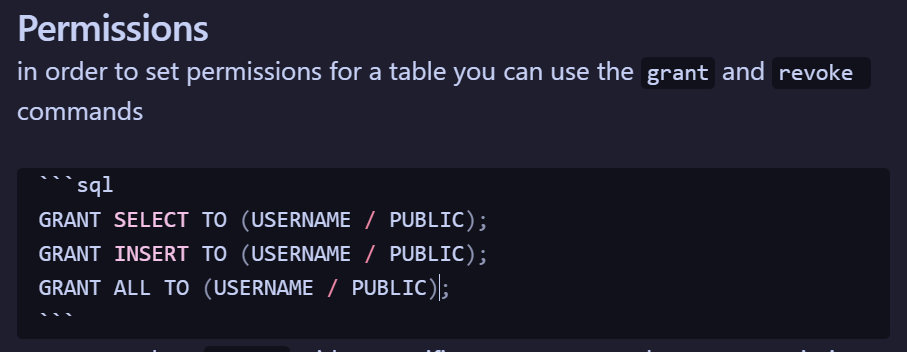 Permissions
in order to set permissions for a table you can use the grant and revoke
commands
```sql
GRANT SELECT TO (USERNAME / PUBLIC);
GRANT INSERT TO (USERNAME / PUBLIC);
GRANT ALL TO (USERNAME / PUBLIC);
```